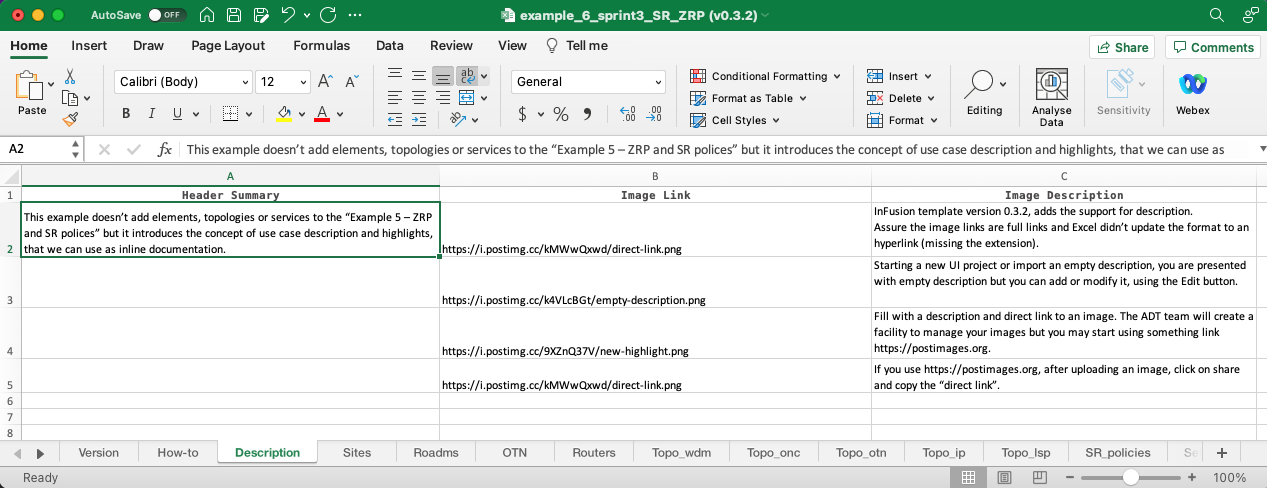 AutoSave OFF
example_6_sprint3_SR_ZRP (v0.3.2)
Home Insert Draw Page Layout Formulas Data Review View Tell me
Share Comments
Paste
Calibri (Body) 12
B I U
General
$ % 9
Conditional Formatting
Format as Table
Cell Styles
Insert
Delete
Format
Editing
Analyse
Data
Sensitivity
Webex
A2 fx This example doesn’t add elements, topologies or services to the “Example 5 – ZRP and SR polices” but it introduces the concept of use case description and highlights, that we can use as
A B C
1 Header Summary Image Link Image Description
This example doesn’t add elements, topologies or services to the “Example 5 – ZRP
and SR polices” but it introduces the concept of use case description and highlights,
that we can use as inline documentation.
2
https://i.postimg.cc/kMWwQxwd/direct-link.png
InFusion template version 0.3.2, adds the support for description.
Assure the image links are full links and Excel didn’t update the format to an
hyperlink (missing the extension).
3
https://i.postimg.cc/k4VLcBGt/empty-description.png
Starting a new UI project or import an empty description, you are presented
with empty description but you can add or modify it, using the Edit button.
4
https://i.postimg.cc/9XZnQ37V/new-highlight.png
Fill with a description and direct link to an image. The ADT team will create a
facility to manage your images but you may start using something link
https://postimages.org.
5
https://i.postimg.cc/kMWwQxwd/direct-link.png
If you use https://postimages.org, after uploading an image, click on share
and copy the “direct link”.
6
7
8
Version How-to Description Sites Roadms OTN Routers Topo_wdm Topo_onc Topo_otn Topo_ip Topo_lsp SR_policies Se
Ready
100%